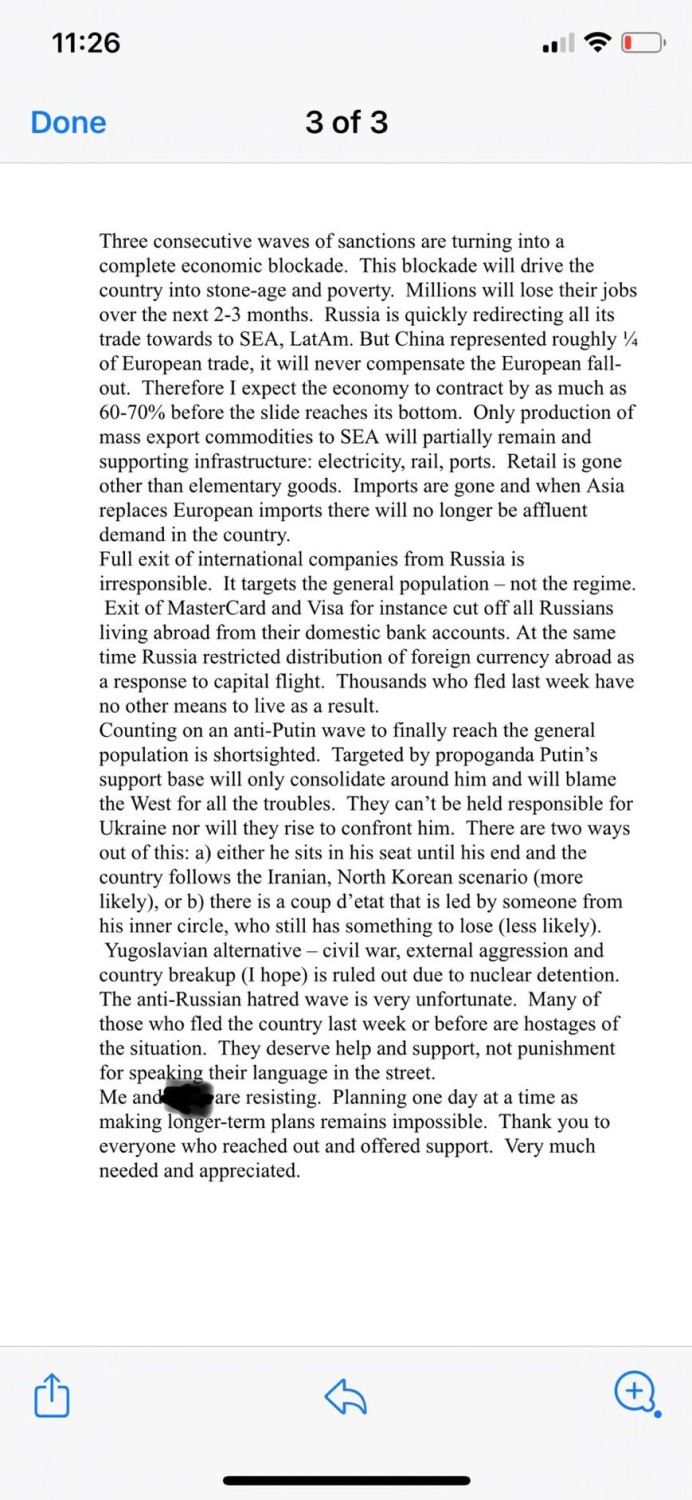 11:26
Done
3 of 3
Three consecutive waves of sanctions are turning into a
complete economic blockade.  This blockade will drive the
country into stone-age and poverty.  Millions will lose their jobs
over the next 2-3 months.  Russia is quickly redirecting all its
trade towards to SEA, LatAm. But China represented roughly ¼
of European trade, it will never compensate the European fall-
out.  Therefore I expect the economy to contract by as much as
60-70% before the slide reaches its bottom.  Only production of
mass export commodities to SEA will partially remain and
supporting infrastructure: electricity, rail, ports.  Retail is gone
other than elementary goods.  Imports are gone and when Asia
replaces European imports there will no longer be affluent
demand in the country.
Full exit of international companies from Russia is
irresponsible.  It targets the general population – not the regime.
Exit of MasterCard and Visa for instance cut off all Russians
living abroad from their domestic bank accounts. At the same
time Russia restricted distribution of foreign currency abroad as
a response to capital flight.  Thousands who fled last week have
no other means to live as a result.
Counting on an anti-Putin wave to finally reach the general
population is shortsighted.  Targeted by propoganda Putin’s
support base will only consolidate around him and will blame
the West for all the troubles.  They can’t be held responsible for
Ukraine nor will they rise to confront him.  There are two ways
out of this: a) either he sits in his seat until his end and the
country follows the Iranian, North Korean scenario (more
likely), or b) there is a coup d’etat that is led by someone from
his inner circle, who still has something to lose (less likely).
Yugoslavian alternative – civil war, external aggression and
country breakup (I hope) is ruled out due to nuclear detention.
The anti-Russian hatred wave is very unfortunate.  Many of
those who fled the country last week or before are hostages of
the situation.  They deserve help and support, not punishment
for speaking their language in the street.
Me and are resisting.  Planning one day at a time as
making longer-term plans remains impossible.  Thank you to
everyone who reached out and offered support.  Very much
needed and appreciated.